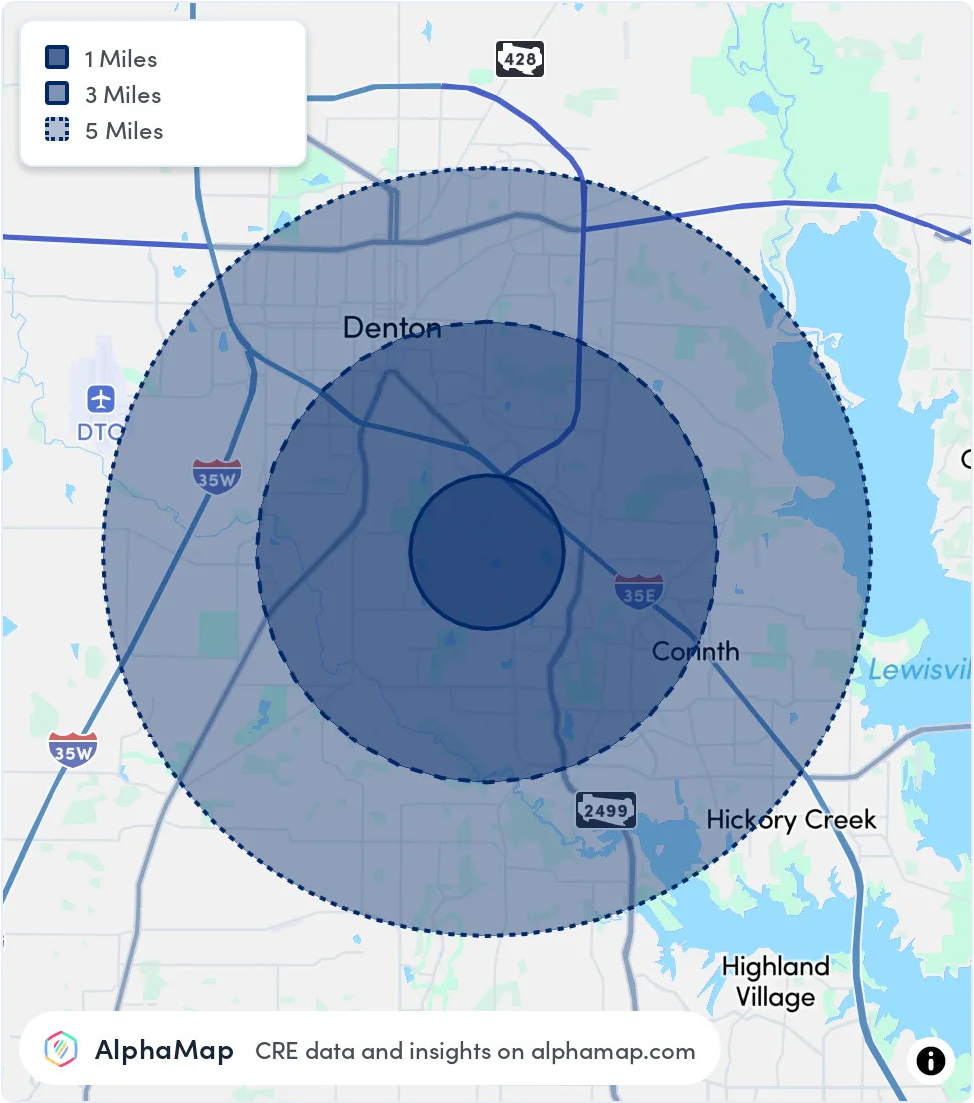 1 Miles
3 Miles
5 Miles
428
Denton
DTO
35W
35E
Corinth
Lewisvil
35W
2499
Hickory Creek
Highland
Village
AlphaMap CRE data and insights on alphamap.com